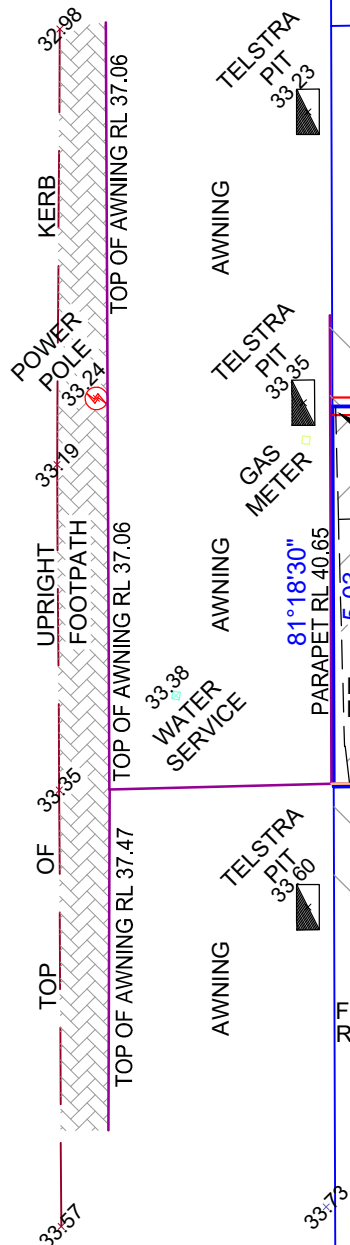 32.98
TELSTRA
PIT
33.23
KERB
TOP OF AWNING RL 37.06
AWNING
POWER
POLE
33.24
TELSTRA
PIT
33.35
33.19
GAS
METER
UPRIGHT
FOOTPATH
TOP OF AWNING RL 37.06
AWNING
81°18'30"
PARAPET RL 40.65
5.03
33.38
WATER
SERVICE
33.35
OF
TELSTRA
PIT
33.60
TOP
TOP OF AWNING RL 37.47
AWNING
F
R
33.57
33.73